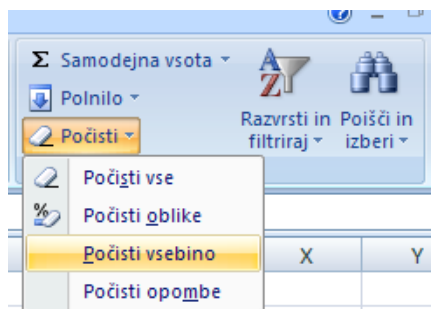 Σ Samodejna vsota
Polnilo
Počisti
Razvrsti in filtriraj
Poišči in izberi
Počisti vse
Počisti oblike
Počisti vsebino
Počisti opombe
X Y